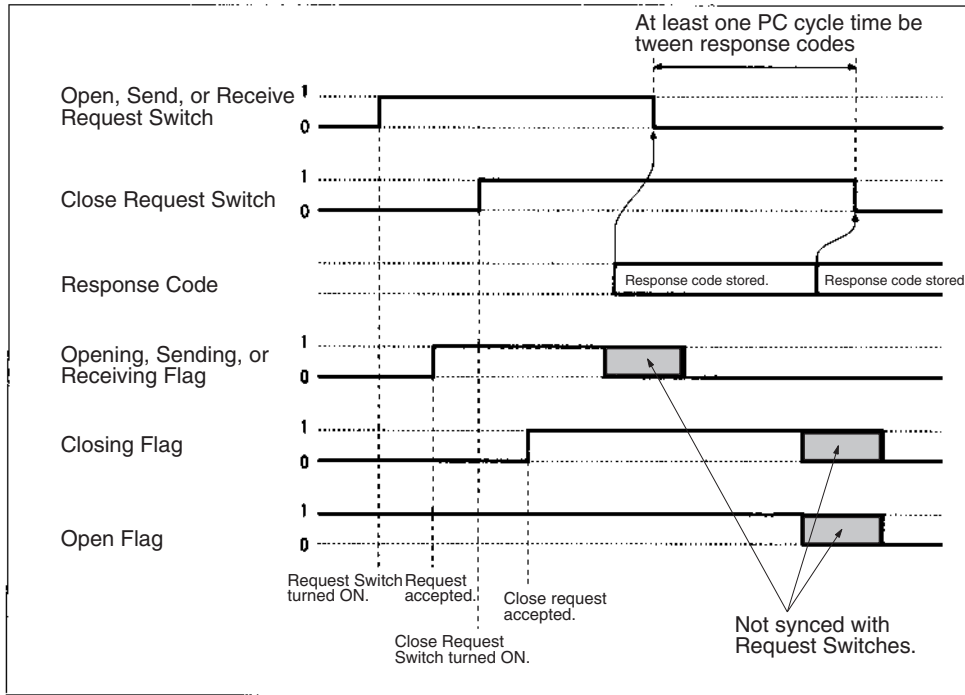 At least one PC cycle time be
tween response codes
Open, Send, or Receive
Request Switch
1
0
Close Request Switch
1
0
Response Code
Response code stored.
Response code stored
Opening, Sending, or
Receiving Flag
1
0
Closing Flag
1
0
Open Flag
1
0
Request Switch
turned ON.
Request
accepted.
Close Request
Switch turned ON.
Close request
accepted.
Not synced with
Request Switches.